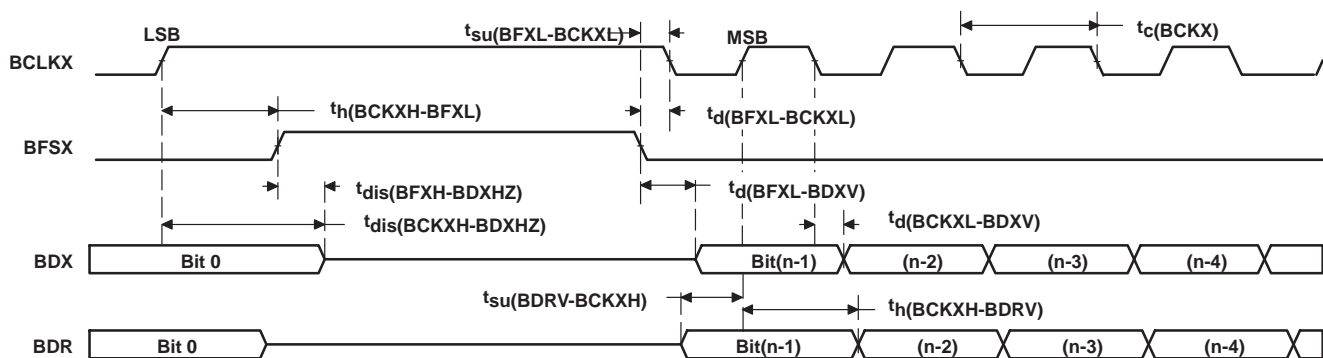 LSB
tsu(BFXL-BCKXL)
MSB
tc(BCKX)
BCLKX
th(BCKXH-BFXL)
td(BFXL-BCKXL)
BFSX
tdis(BFXH-BDXHZ)
td(BFXL-BDXV)
tdis(BCKXH-BDXHZ)
td(BCKXL-BDXV)
BDX Bit 0 Bit(n-1) (n-2) (n-3) (n-4)
tsu(BDRV-BCKXH)
th(BCKXH-BDRV)
BDR Bit 0 Bit(n-1) (n-2) (n-3) (n-4)